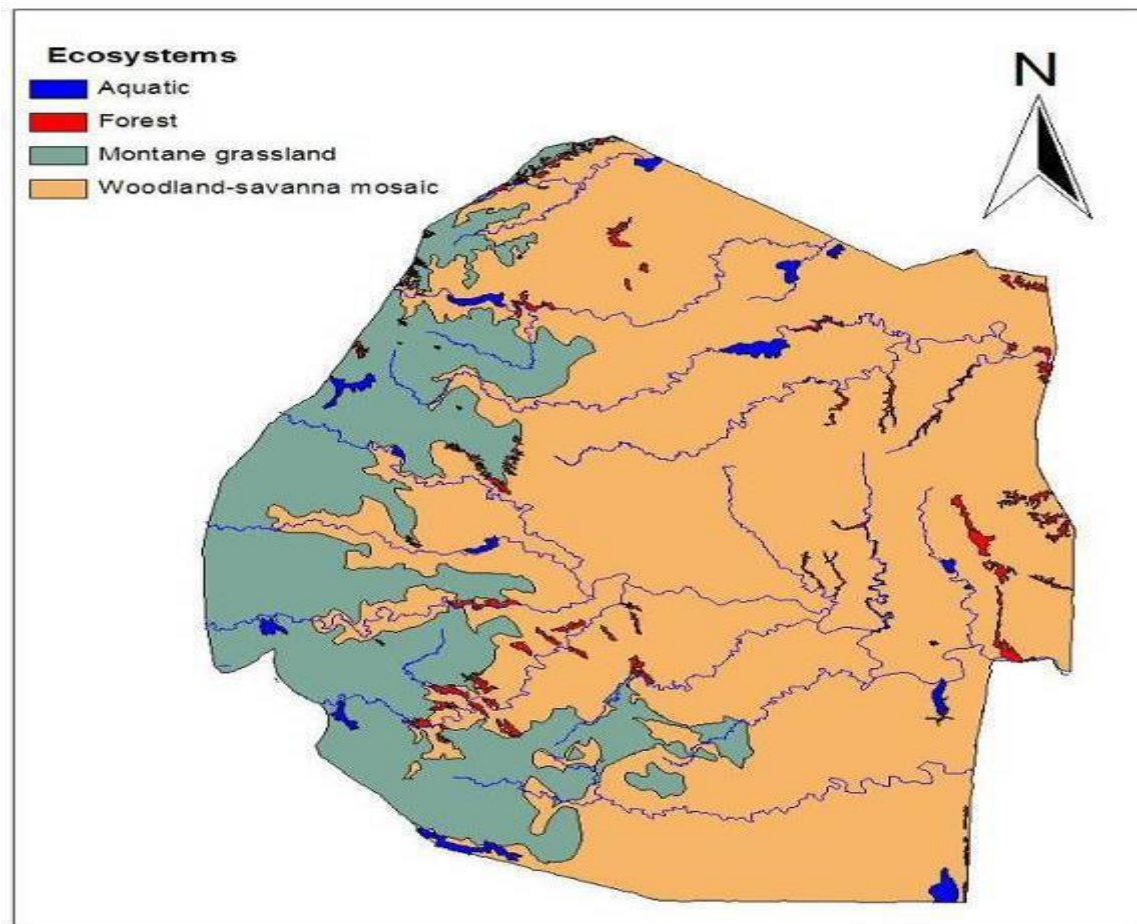 Ecosystems
Aquatic
Forest
Montane grassland
Woodland-savanna mosaic
N